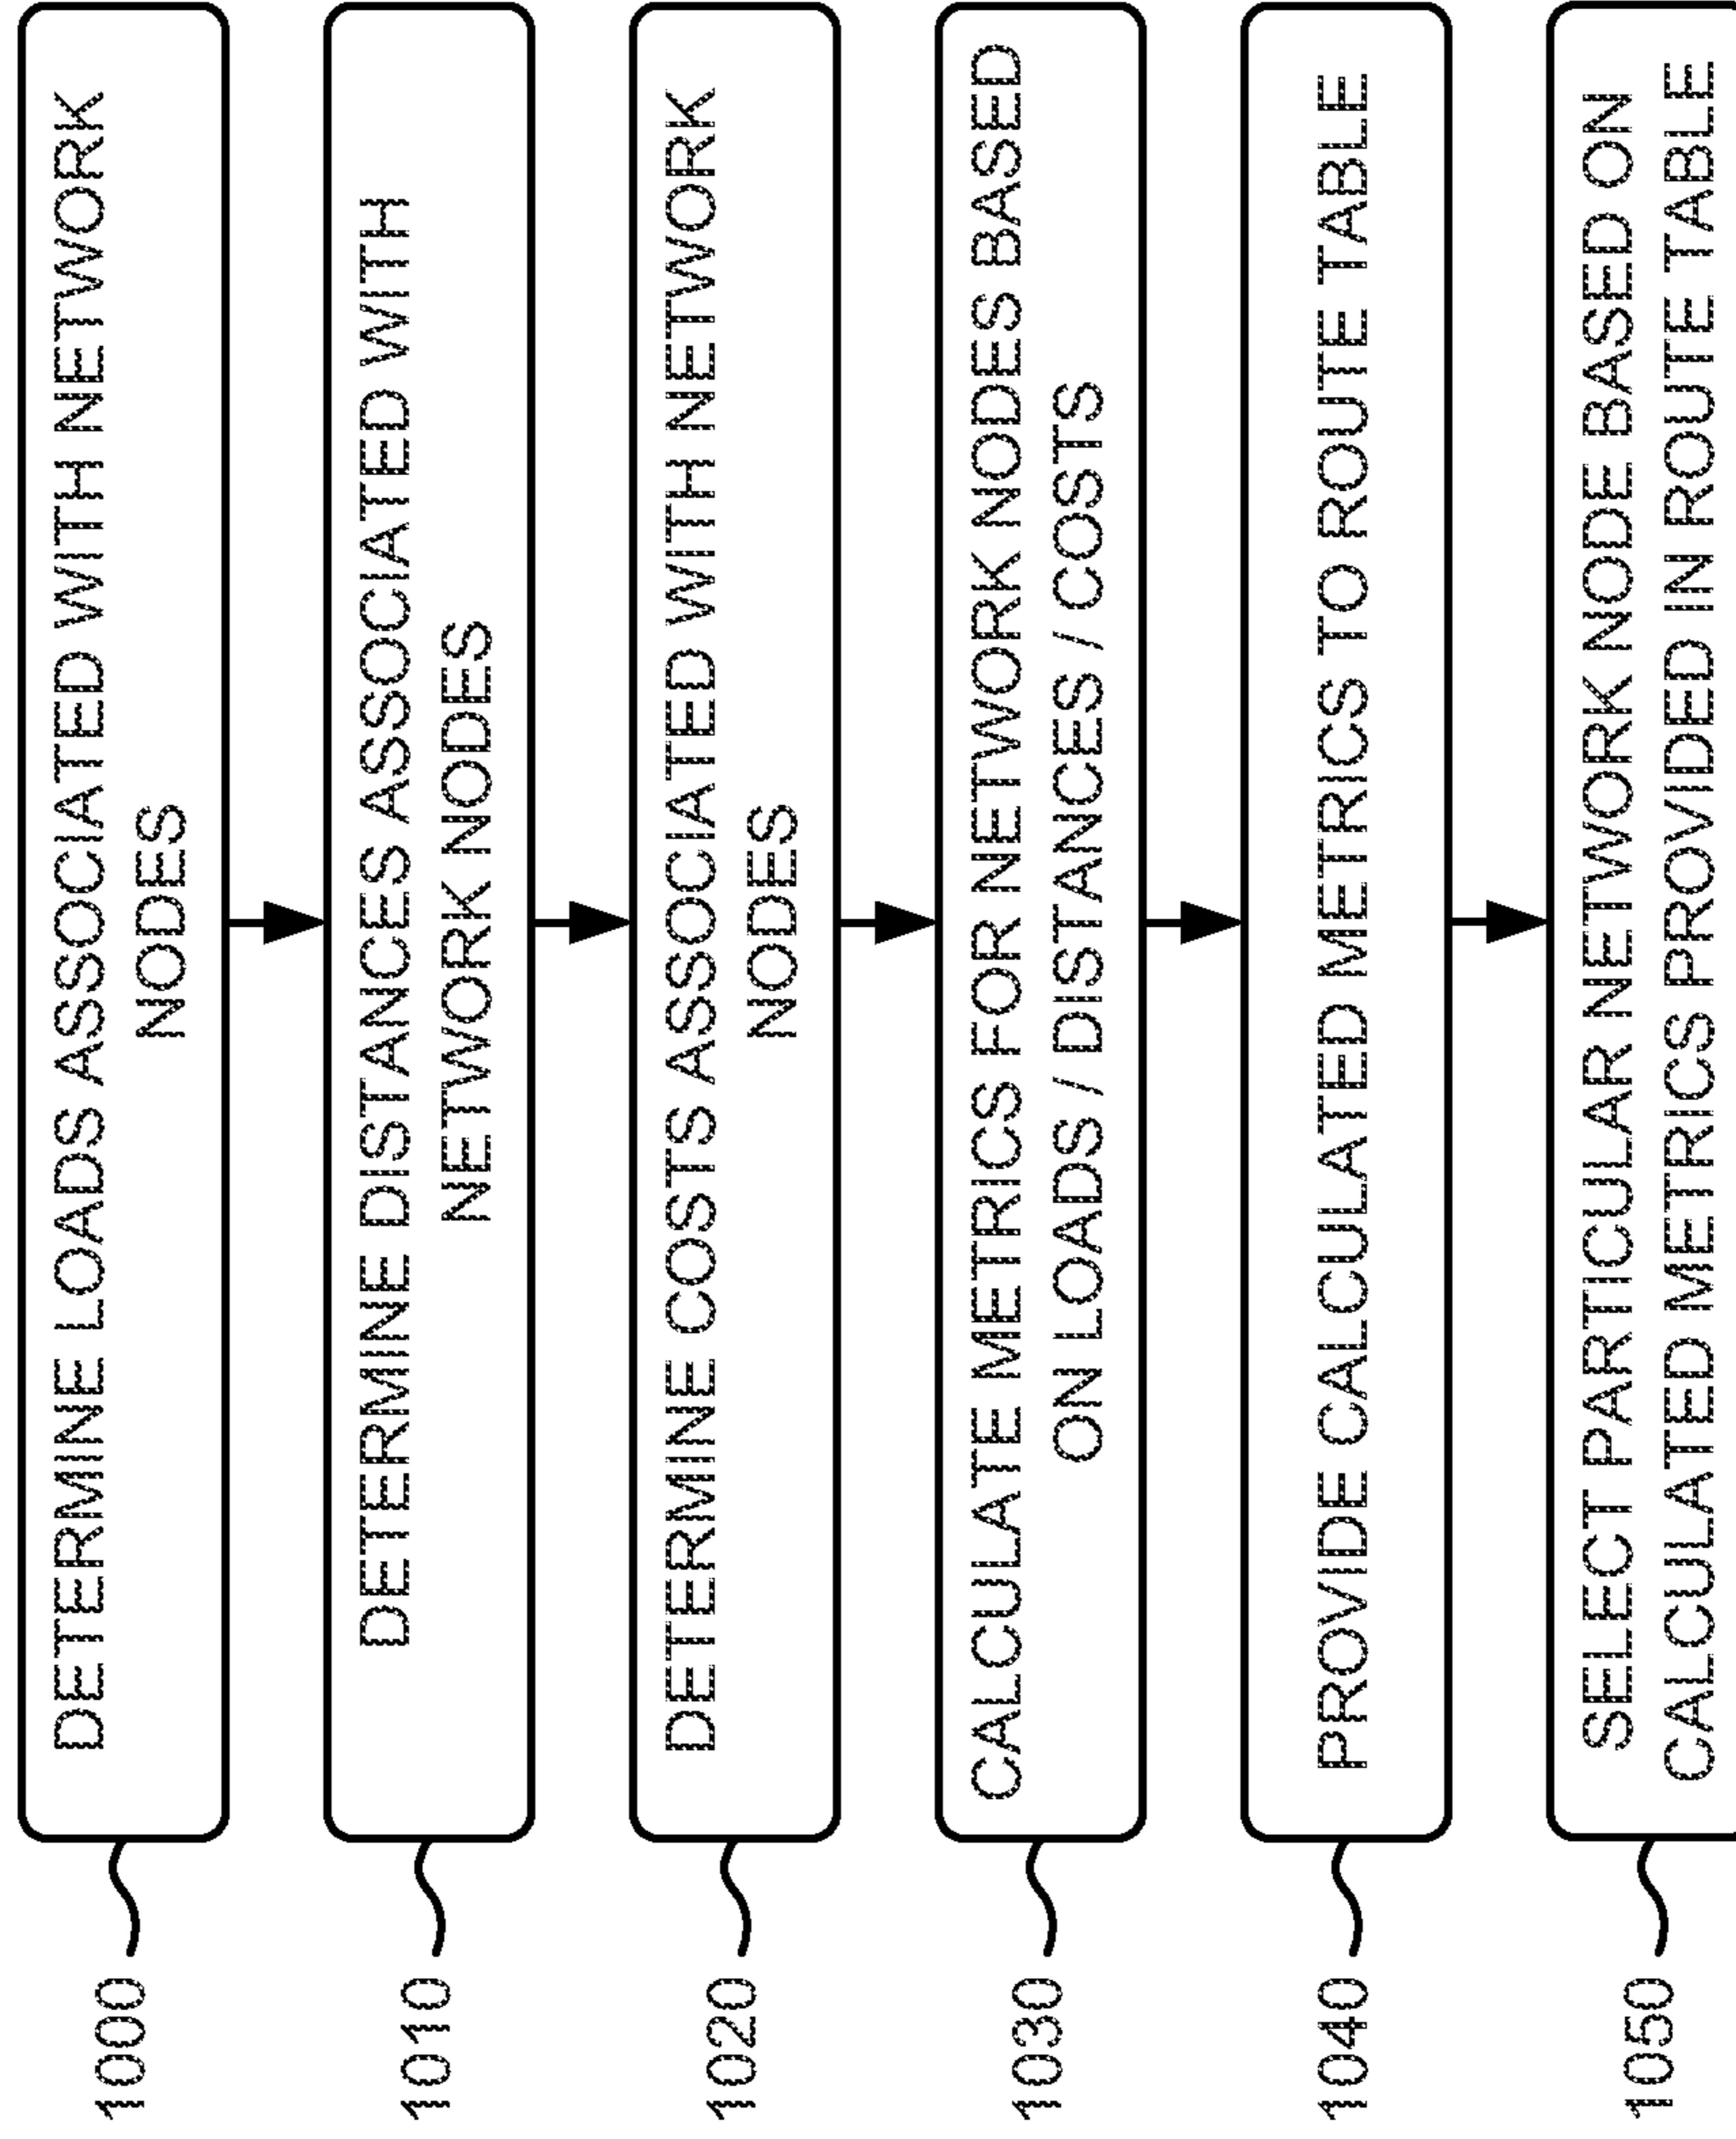 1000
DETERMINE LOADS ASSOCIATED WITH NETWORK
NODES
1010
DETERMINE DISTANCES ASSOCIATED WITH
NETWORK NODES
1020
DETERMINE COSTS ASSOCIATED WITH NETWORK
NODES
1030
CALCULATE METRICS FOR NETWORK NODES BASED
ON LOADS / DISTANCES / COSTS
1040
PROVIDE CALCULATED METRICS TO ROUTE TABLE
1050
SELECT PARTICULAR NETWORK NODE BASED ON
CALCULATED METRICS PROVIDED IN ROUTE TABLE